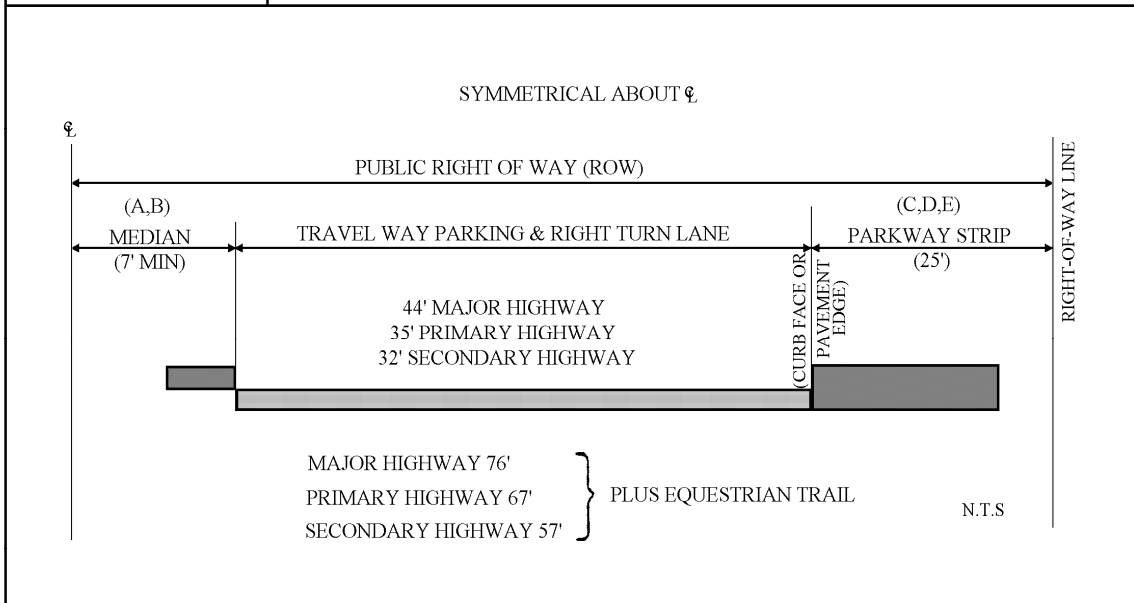 SYMMETRICAL ABOUT ℄
℄
PUBLIC RIGHT OF WAY (ROW)
(A,B)
(C,D,E)
MEDIAN
TRAVEL WAY PARKING & RIGHT TURN LANE
PARKWAY STRIP
(7' MIN)
(25')
RIGHT-OF-WAY LINE
(CURB FACE OR
PAVEMENT
EDGE)
44' MAJOR HIGHWAY
35' PRIMARY HIGHWAY
32' SECONDARY HIGHWAY
MAJOR HIGHWAY 76'
PRIMARY HIGHWAY 67'
SECONDARY HIGHWAY 57'
PLUS EQUESTRIAN TRAIL
N.T.S